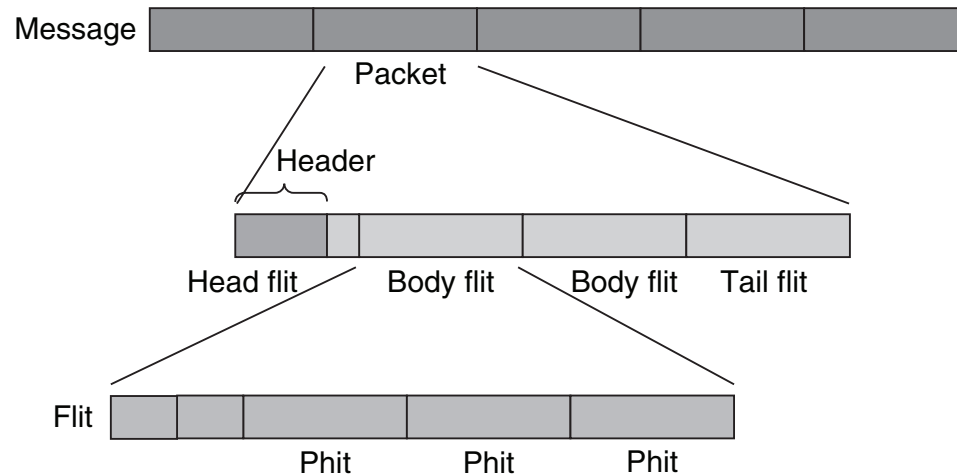 Message
Packet
Header
Head flit
Body flit
Body flit
Tail flit
Flit
Phit
Phit
Phit